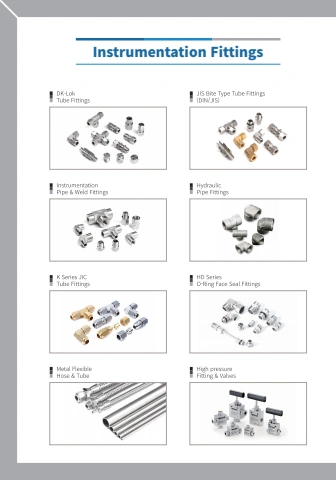 Instrumentation Fittings
DK-Lok
Tube Fittings
JIS Bite Type Tube Fittings
(DIN/JIS)
Instrumentation
Pipe & Weld Fittings
Hydraulic
Pipe Fittings
K Series JIC
Tube Fittings
HD Series
O-Ring Face Seal Fittings
Metal Flexible
Hose & Tube
High pressure
Fitting & Valves